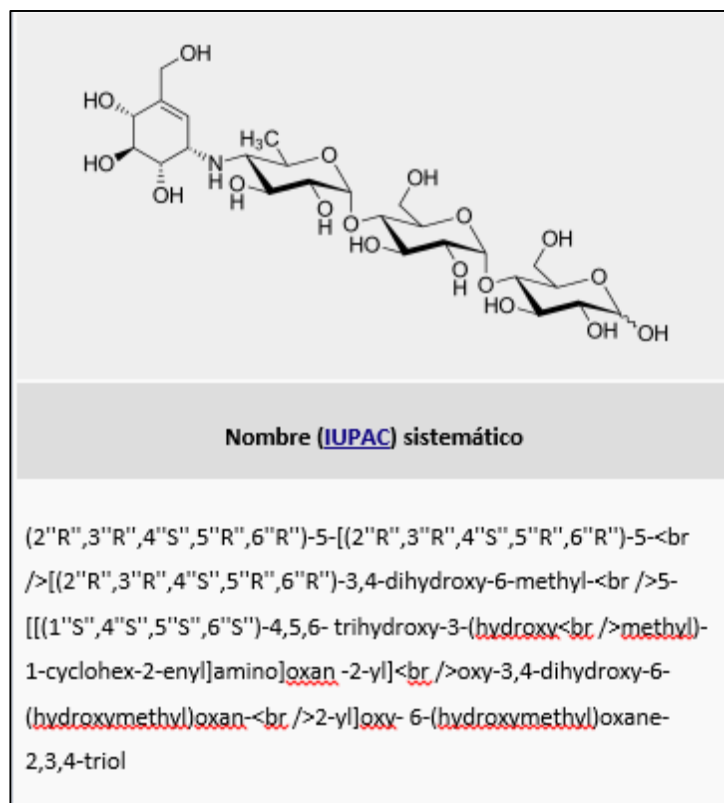 OH
HO
HO
OH
N
H
H₃C
O
HO
H
O
H
O
OH
O
HO
O
H
O
OH
O
HO
OH
OH
Nombre (IUPAC) sistemático
(2"R",3"R",4"S",5"R",6"R")-5-[(2"R",3"R",4"S",5"R",6"R")-5-<br
/>[(2"R",3"R",4"S",5"R",6"R")-3,4-dihydroxy-6-methyl-<br />5-
[[(1"S",4"S",5"S",6"S")-4,5,6- trihydroxy-3-(hydroxy<br />methyl)-
1-cyclohex-2-enyl]amino]oxan -2-yl]<br />oxy-3,4-dihydroxy-6-
(hydroxymethyl)oxan-<br />2-yl]oxy- 6-(hydroxymethyl)oxane-
2,3,4-triol